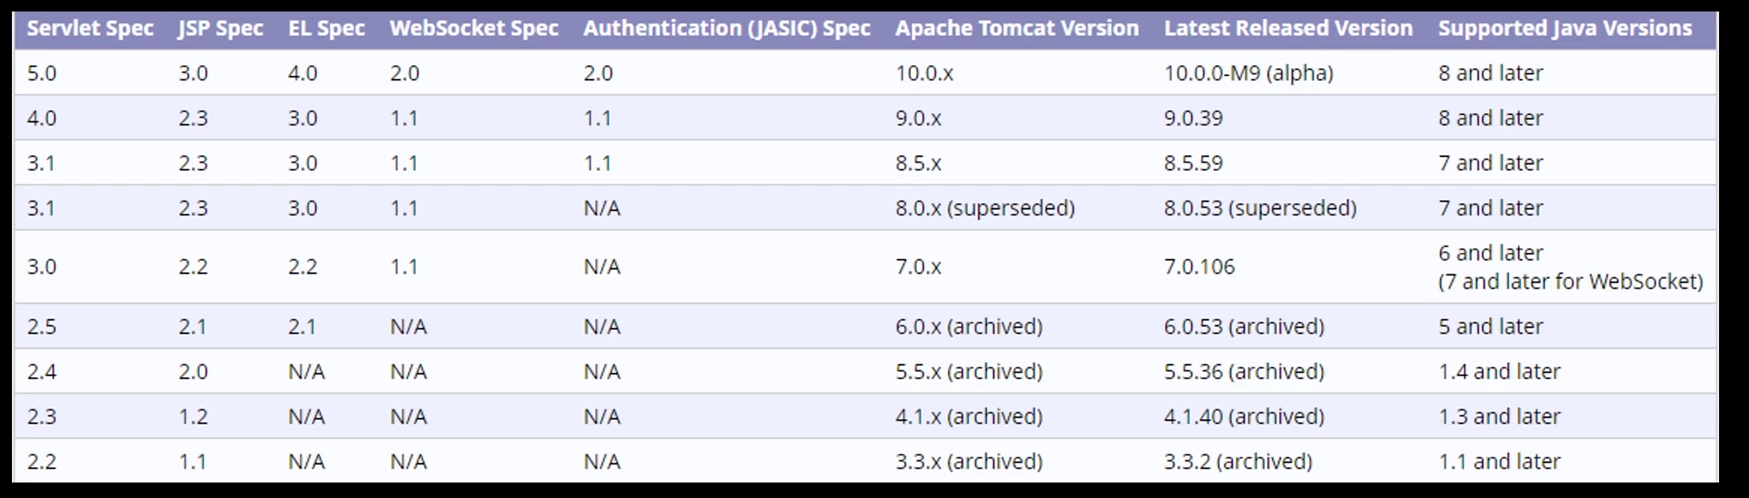 Servlet Spec JSP Spec EL Spec WebSocket Spec Authentication (JASIC) Spec Apache Tomcat Version Latest Released Version Supported Java Versions
5.0 3.0 4.0 2.0 2.0 10.0.x 10.0.0-M9 (alpha) 8 and later
4.0 2.3 3.0 1.1 1.1 9.0.x 9.0.39 8 and later
3.1 2.3 3.0 1.1 1.1 8.5.x 8.5.59 7 and later
3.1 2.3 3.0 1.1 N/A 8.0.x (superseded) 8.0.53 (superseded) 7 and later
3.0 2.2 2.2 1.1 N/A 7.0.x 7.0.106 6 and later
(7 and later for WebSocket)
2.5 2.1 2.1 N/A N/A 6.0.x (archived) 6.0.53 (archived) 5 and later
2.4 2.0 N/A N/A N/A 5.5.x (archived) 5.5.36 (archived) 1.4 and later
2.3 1.2 N/A N/A N/A 4.1.x (archived) 4.1.40 (archived) 1.3 and later
2.2 1.1 N/A N/A N/A 3.3.x (archived) 3.3.2 (archived) 1.1 and later